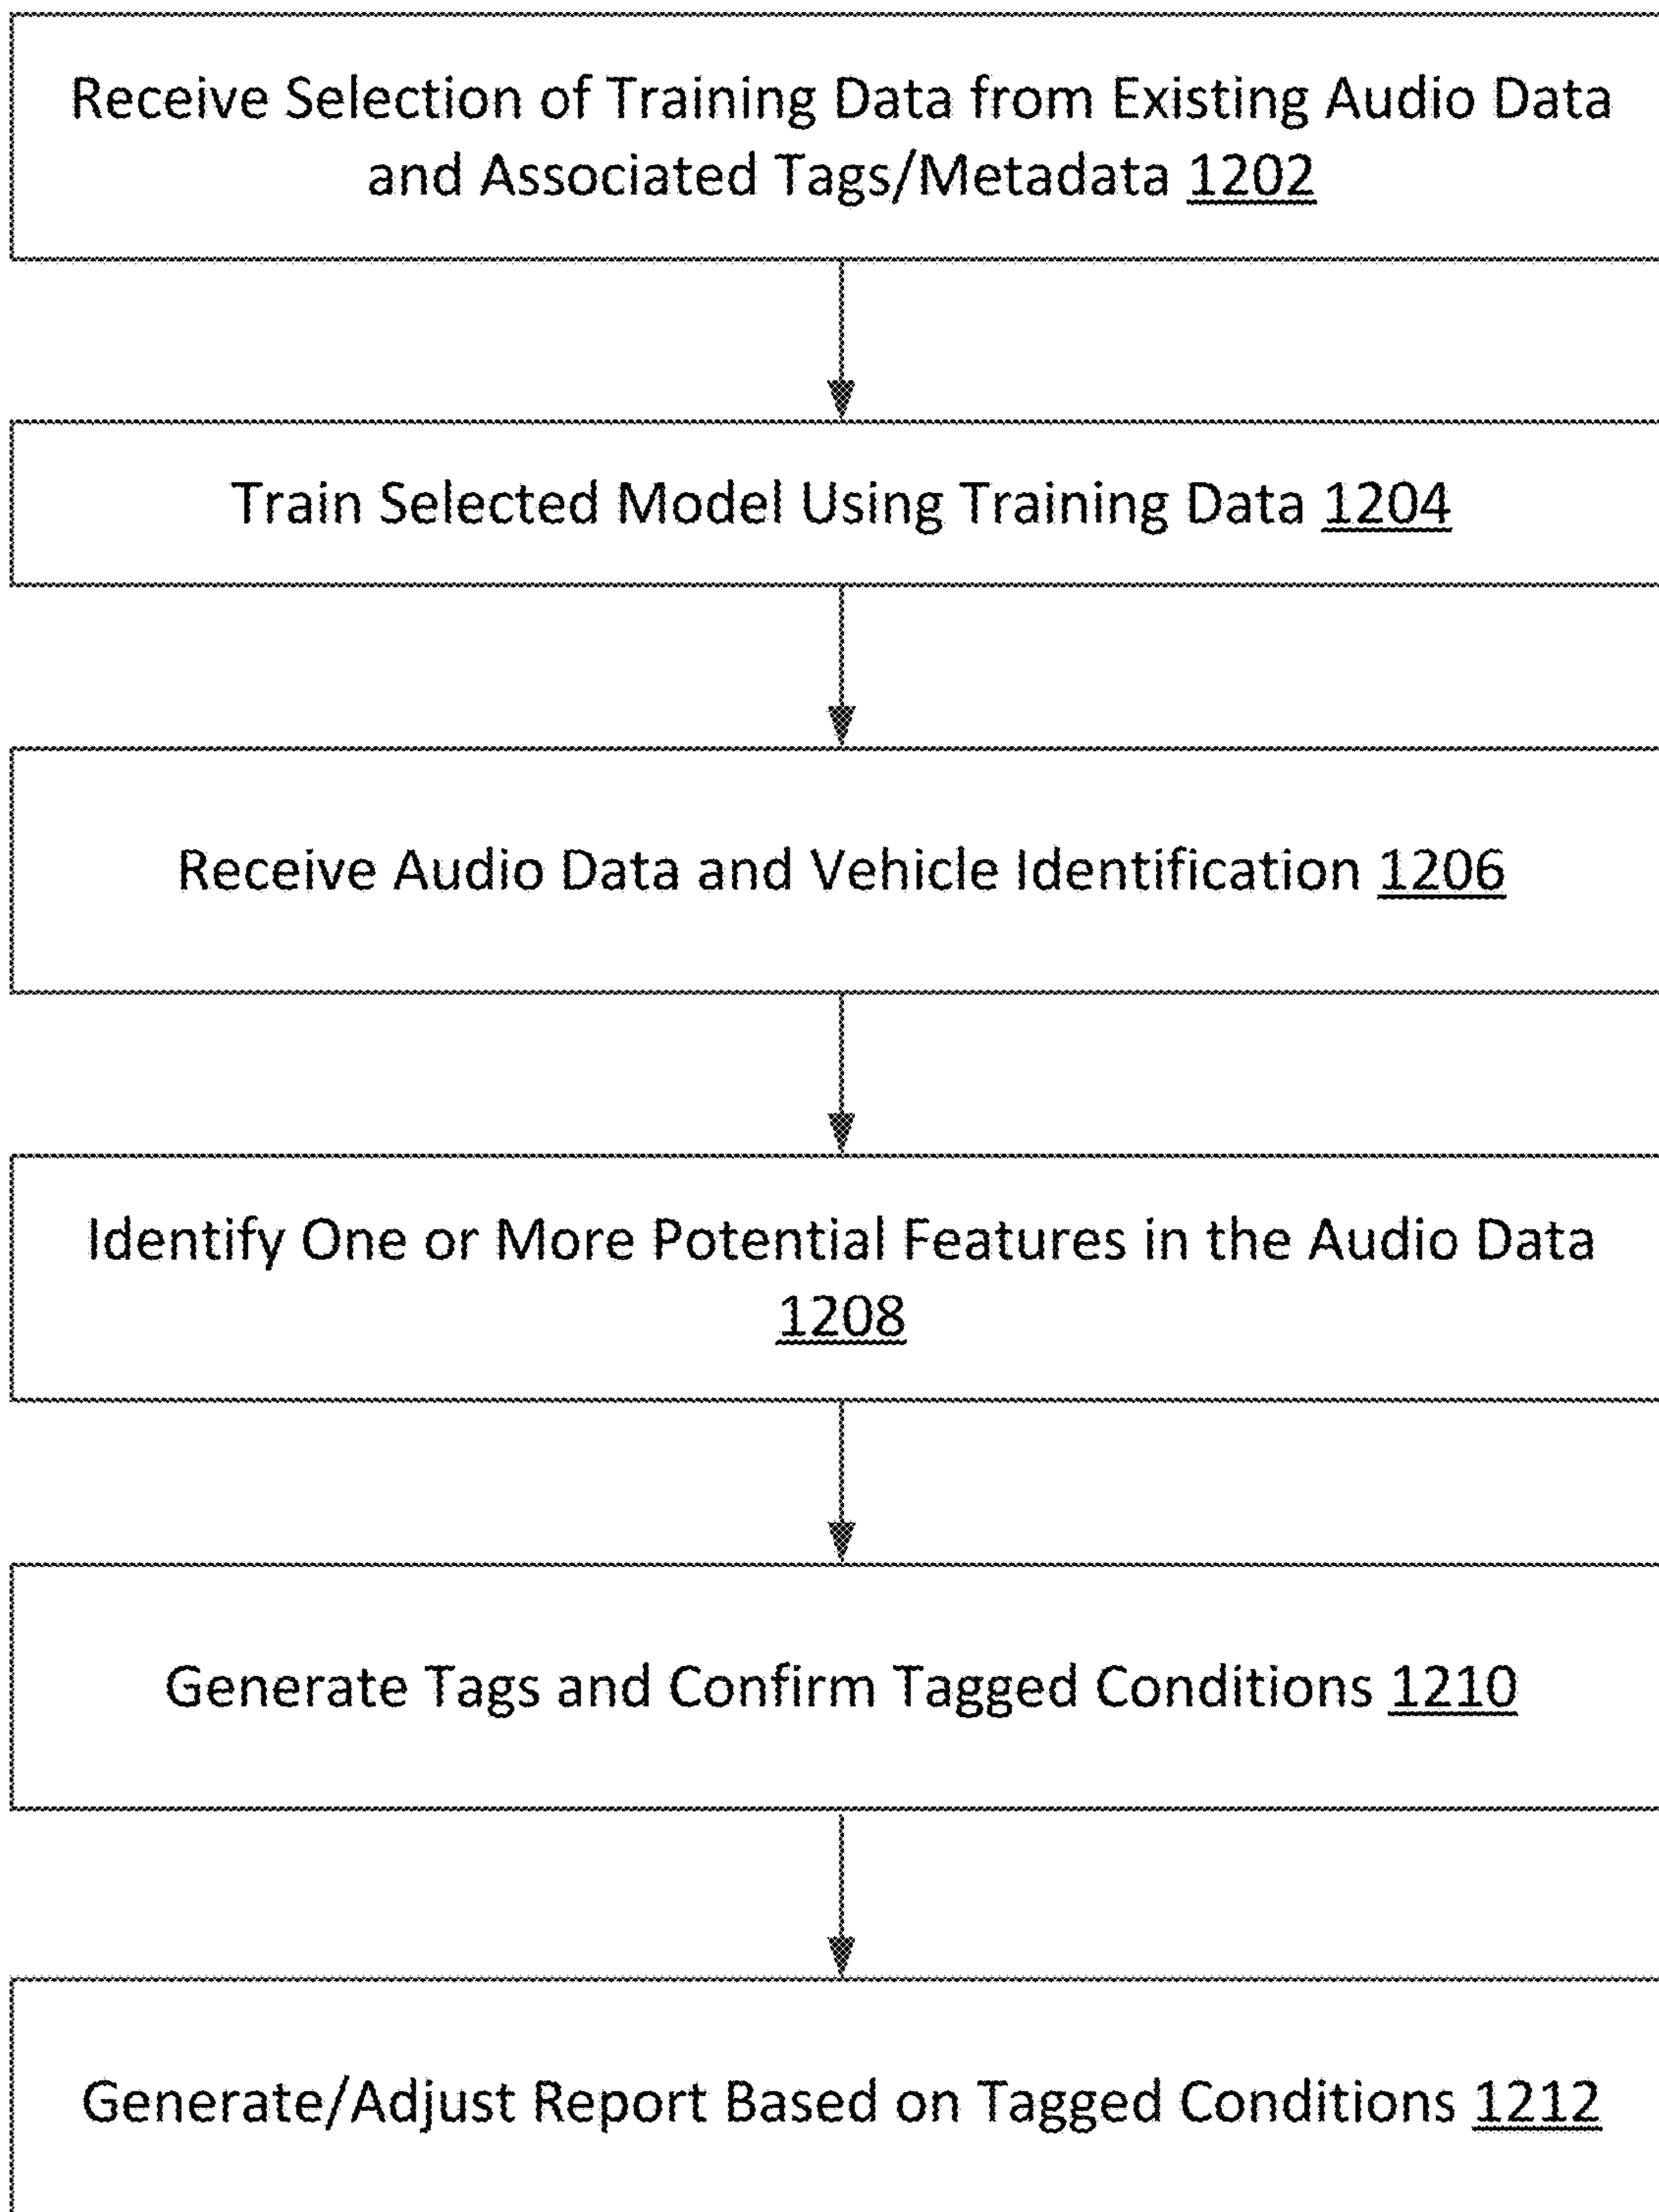 Receive Selection of Training Data from Existing Audio Data
and Associated Tags/Metadata 1202
Train Selected Model Using Training Data 1204
Receive Audio Data and Vehicle Identification 1206
Identify One or More Potential Features in the Audio Data
1208
Generate Tags and Confirm Tagged Conditions 1210
Generate/Adjust Report Based on Tagged Conditions 1212